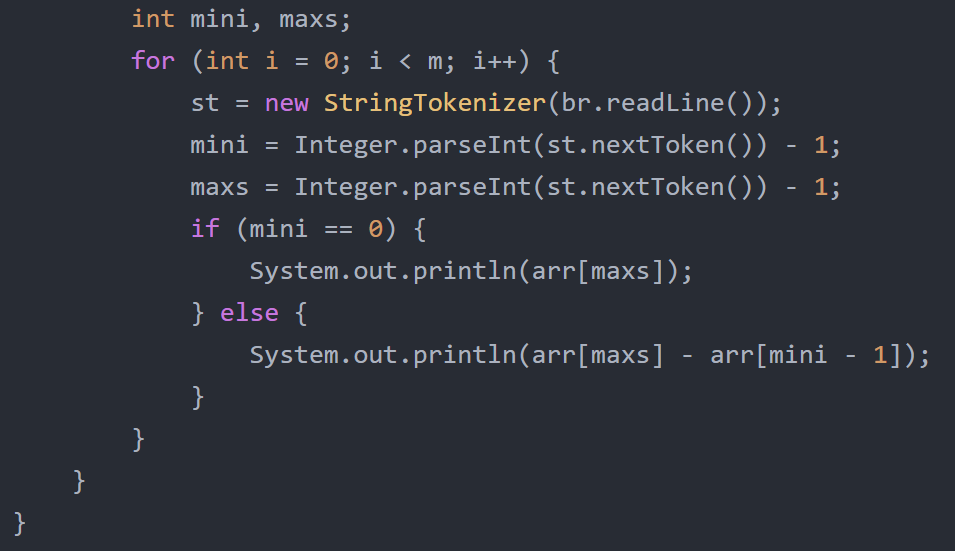 int mini, maxs;
for (int i = 0; i < m; i++) {
st = new StringTokenizer(br.readLine());
mini = Integer.parseInt(st.nextToken()) - 1;
maxs = Integer.parseInt(st.nextToken()) - 1;
if (mini == 0) {
System.out.println(arr[maxs]);
} else {
System.out.println(arr[maxs] - arr[mini - 1]);
}
}
}
}